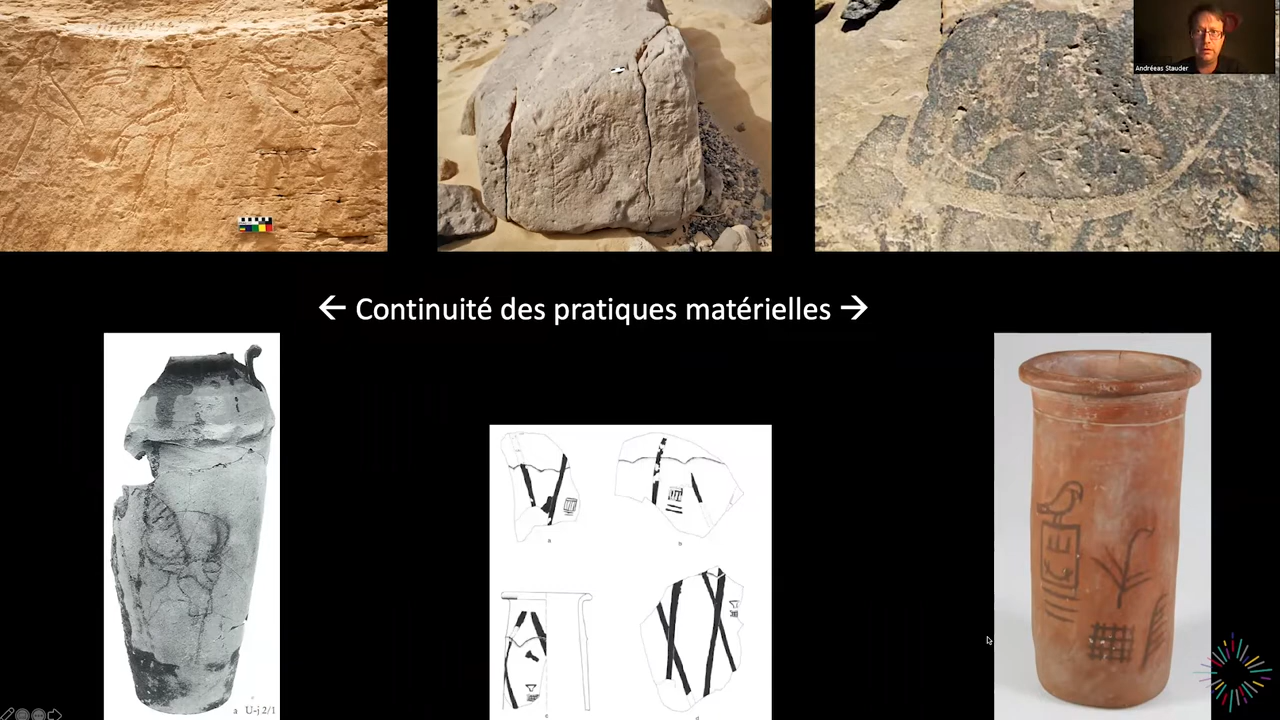 Andréeas Stauder
← Continuité des pratiques matérielles →
a
b
c
d
a U-j 2/1